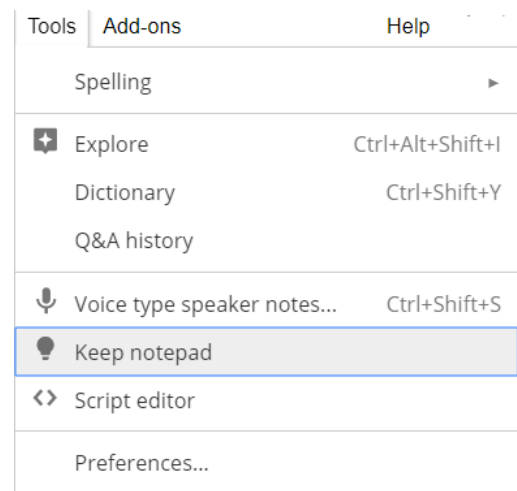 Tools Add-ons Help
Spelling
Explore Ctrl+Alt+Shift+I
Dictionary Ctrl+Shift+Y
Q&A history
Voice type speaker notes... Ctrl+Shift+S
Keep notepad
Script editor
Preferences...